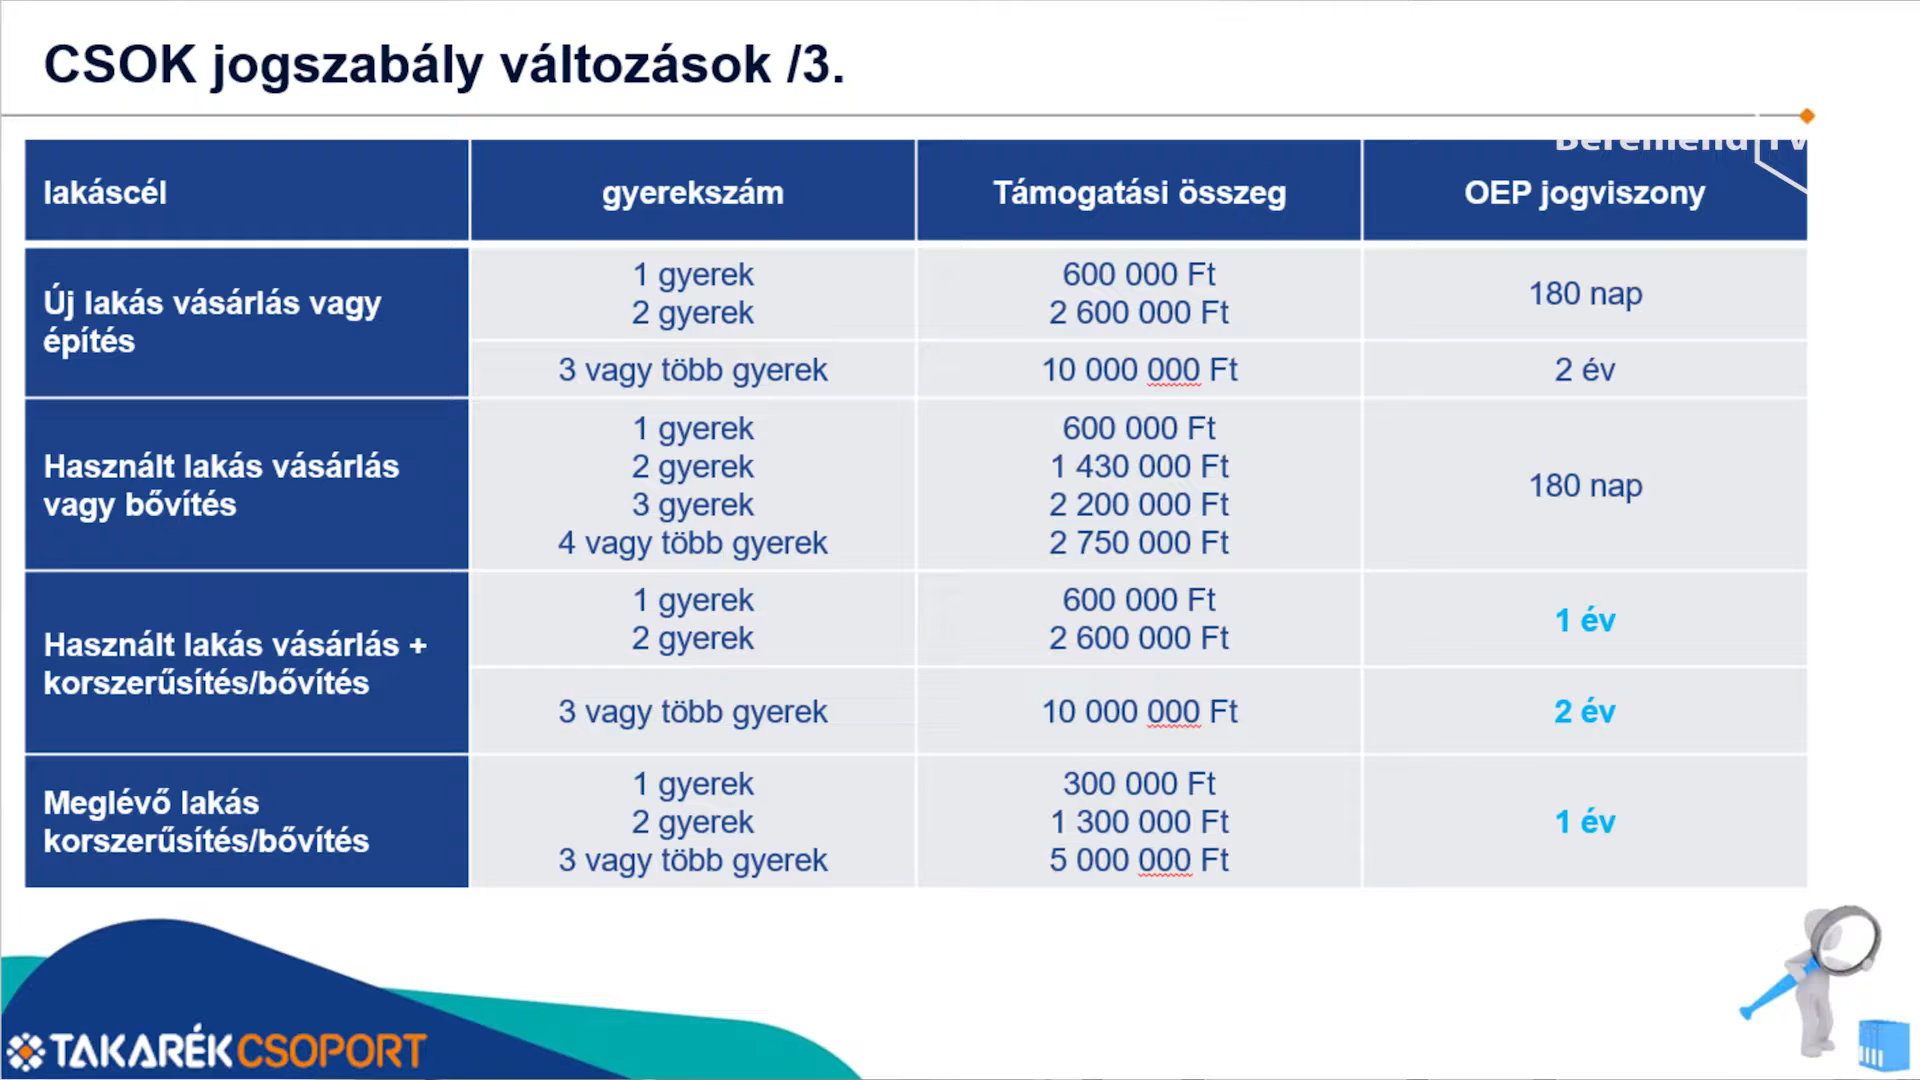 CSOK jogszabály változások /3.
Beremend TV
lakáscél
gyerekszám
Támogatási összeg
OEP jogviszony
Új lakás vásárlás vagy
építés
1 gyerek
2 gyerek
600 000 Ft
2 600 000 Ft
180 nap
3 vagy több gyerek
10 000 000 Ft
2 év
Használt lakás vásárlás
vagy bővítés
1 gyerek
2 gyerek
3 gyerek
4 vagy több gyerek
600 000 Ft
1 430 000 Ft
2 200 000 Ft
2 750 000 Ft
180 nap
Használt lakás vásárlás +
korszerűsítés/bővítés
1 gyerek
2 gyerek
600 000 Ft
2 600 000 Ft
1 év
3 vagy több gyerek
10 000 000 Ft
2 év
Meglévő lakás
korszerűsítés/bővítés
1 gyerek
2 gyerek
3 vagy több gyerek
300 000 Ft
1 300 000 Ft
5 000 000 Ft
1 év
TAKARÉKCSOPORT